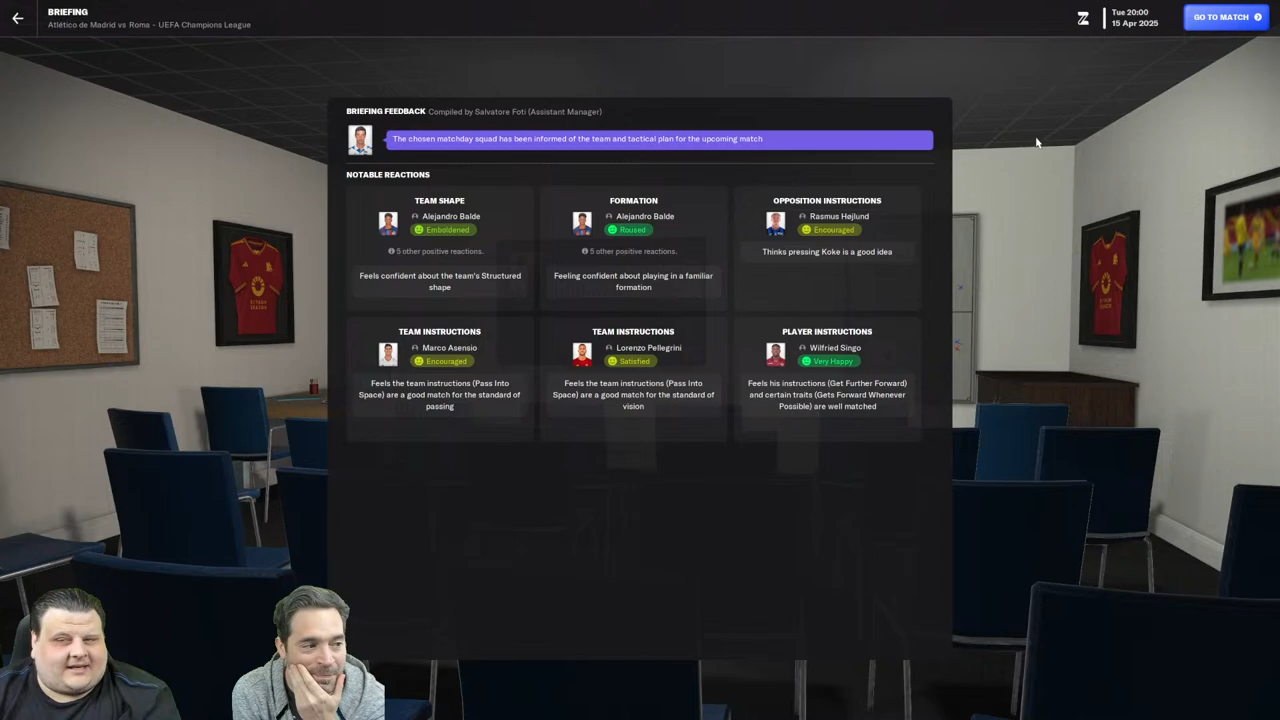 BRIEFING
Atlético de Madrid vs Roma - UEFA Champions League
Tue 20:00
15 Apr 2025
GO TO MATCH
BRIEFING FEEDBACK Compiled by Salvatore Foti (Assistant Manager)
The chosen matchday squad has been informed of the team and tactical plan for the upcoming match
NOTABLE REACTIONS
TEAM SHAPE
Alejandro Balde
Emboldened
5 other positive reactions.
Feels confident about the team's Structured
shape
FORMATION
Alejandro Balde
Roused
5 other positive reactions.
Feeling confident about playing in a familiar
formation
OPPOSITION INSTRUCTIONS
Rasmus Højlund
Encouraged
Thinks pressing Koke is a good idea
TEAM INSTRUCTIONS
Marco Asensio
Encouraged
Feels the team instructions (Pass Into
Space) are a good match for the standard of
passing
TEAM INSTRUCTIONS
Lorenzo Pellegrini
Satisfied
Feels the team instructions (Pass Into
Space) are a good match for the standard of
vision
PLAYER INSTRUCTIONS
Wilfried Singo
Very Happy
Feels his instructions (Get Further Forward)
and certain traits (Gets Forward Whenever
Possible) are well matched